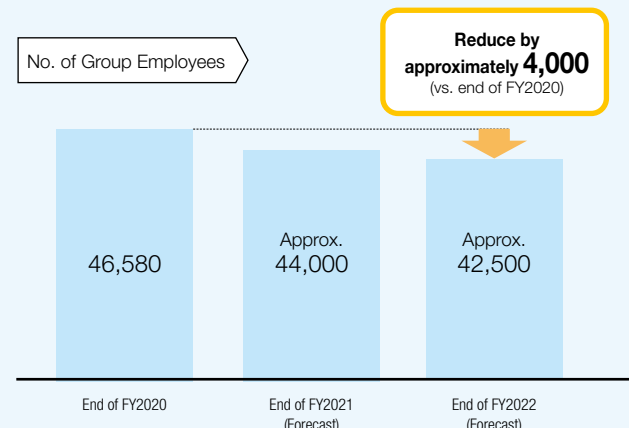 No. of Group Employees
Reduce by
approximately 4,000
(vs. end of FY2020)
46,580
Approx.
44,000
Approx.
42,500
End of FY2020
End of FY2021
(Forecast)
End of FY2022
(Forecast)